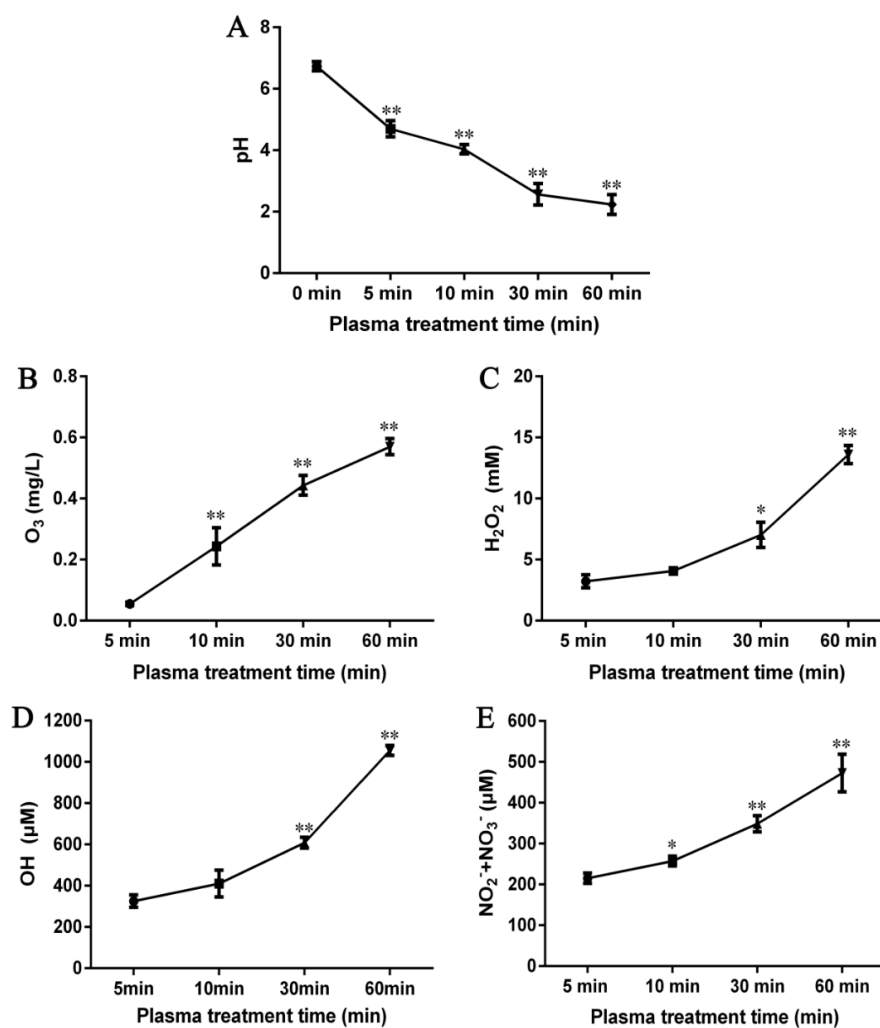 A
8
6
4
2
0
pH
**
**
**
**
0 min 5 min 10 min 30 min 60 min
Plasma treatment time (min)
B
0.8
0.6
0.4
0.2
0.0
O₃ (mg/L)
**
**
**
5 min 10 min 30 min 60 min
Plasma treatment time (min)
C
20
15
10
5
0
H₂O₂ (mM)
*
**
5 min 10 min 30 min 60 min
Plasma treatment time (min)
D
1200
1000
800
600
400
200
0
OH (μM)
**
**
5min 10min 30min 60min
Plasma treatment time (min)
E
600
500
400
300
200
100
0
NO₂⁻+NO₃⁻ (μM)
*
**
**
5 min 10 min 30 min 60 min
Plasma treatment time (min)